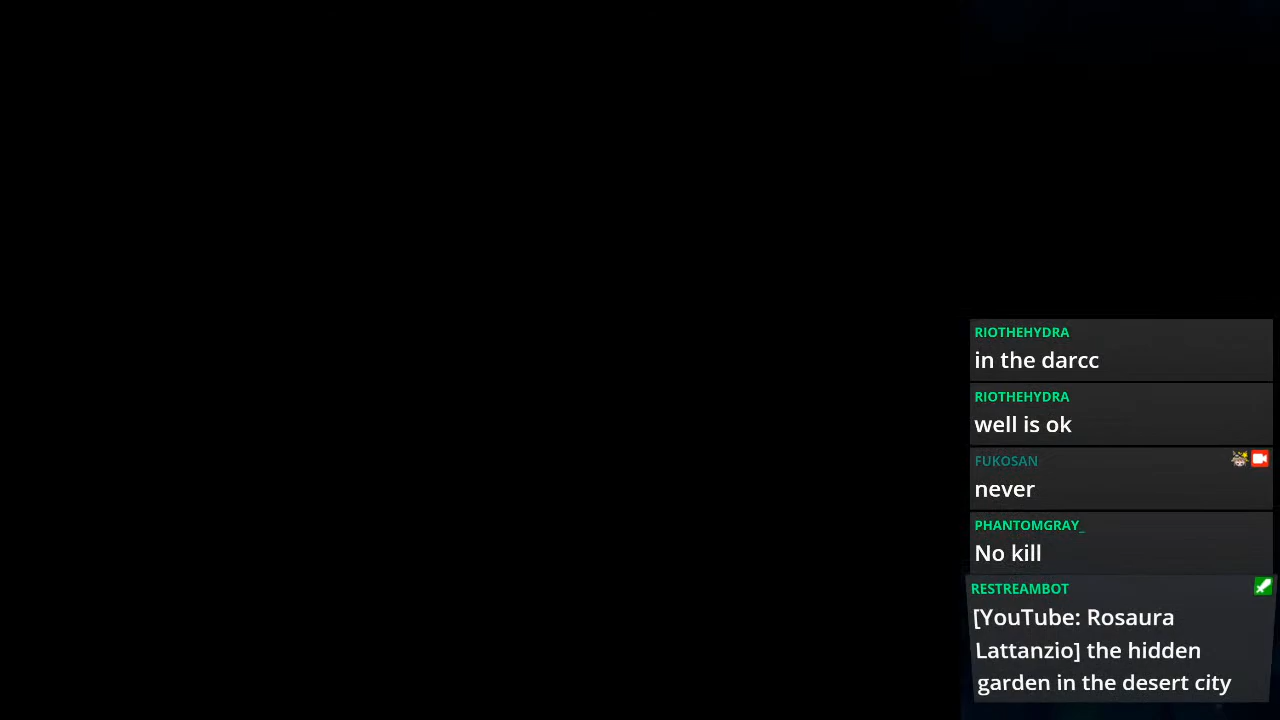 RIOTHEHYDRA
in the darcc
RIOTHEHYDRA
well is ok
FUKOSAN
never
PHANTOMGRAY_
No kill
RESTREAMBOT
[YouTube: Rosaura
Lattanzio] the hidden
garden in the desert city